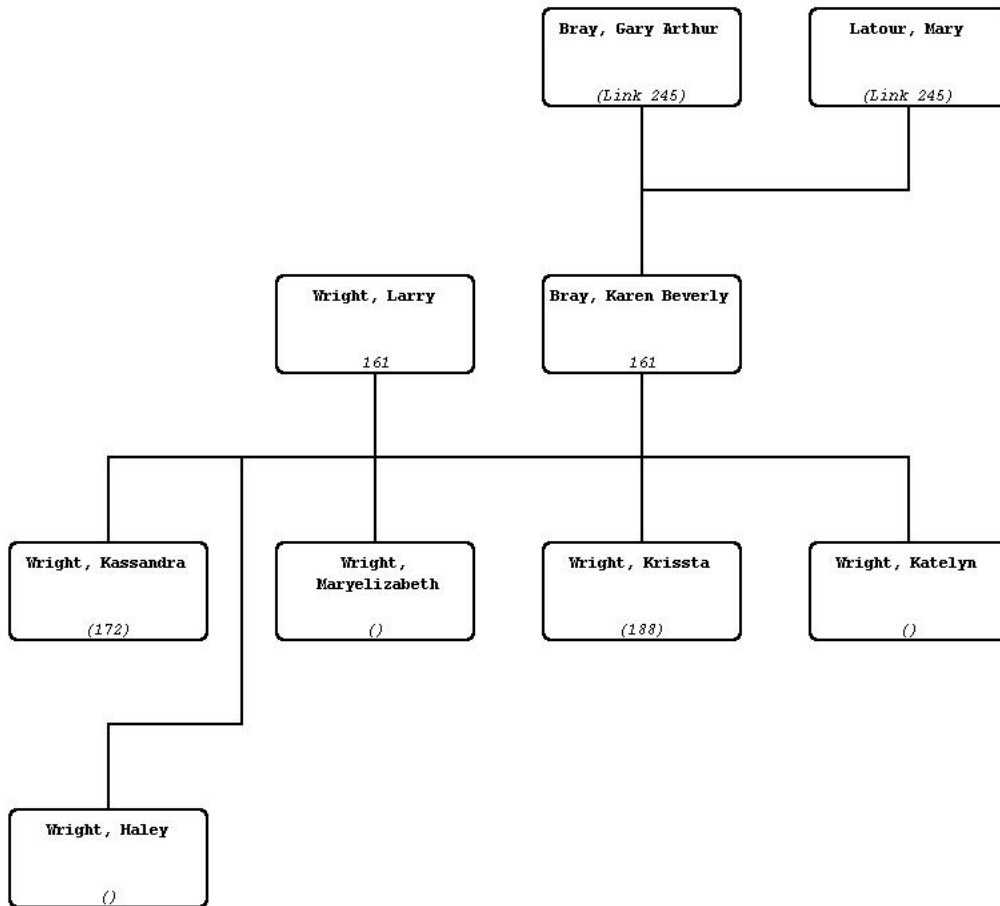 Bray, Gary Arthur
(Link 245)
Latour, Mary
(Link 245)
Wright, Larry
161
Bray, Karen Beverly
161
Wright, Kassandra
(172)
Wright,
Maryelizabeth
()
Wright, Krissta
(188)
Wright, Katelyn
()
Wright, Haley
()